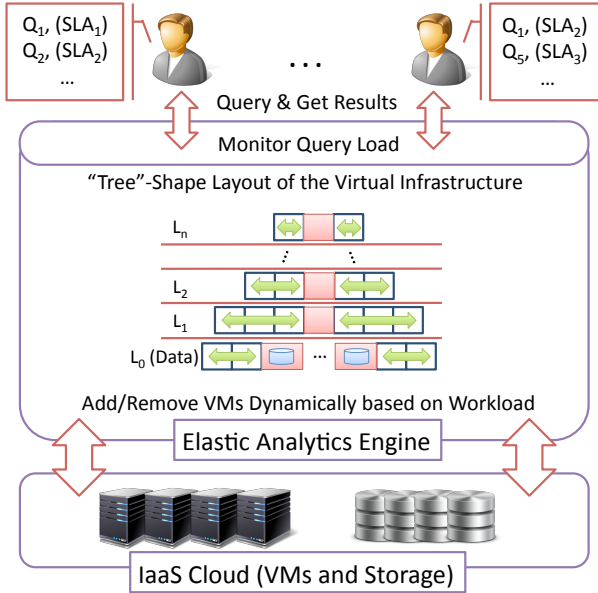 Q₁, (SLA₁)
Q₂, (SLA₂)
...
...
Q₁, (SLA₂)
Q₅, (SLA₃)
...
Query & Get Results
Monitor Query Load
“Tree”-Shape Layout of the Virtual Infrastructure
Lₙ
L₂
L₁
L₀ (Data)
...
Add/Remove VMs Dynamically based on Workload
Elastic Analytics Engine
IaaS Cloud (VMs and Storage)